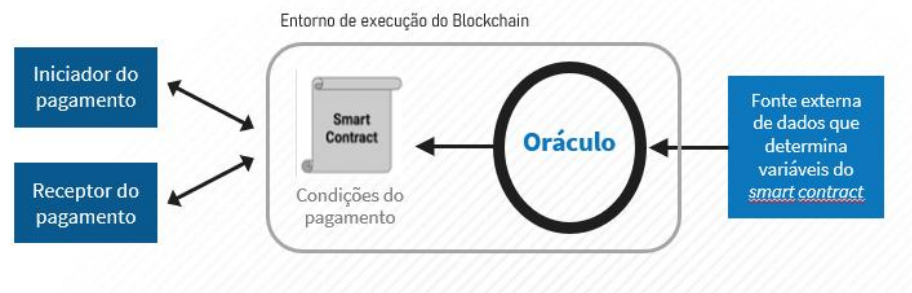 Entorno de execução do Blockchain
Iniciador do
pagamento
Receptor do
pagamento
Smart
Contract
Condições do
pagamento
Oráculo
Fonte externa
de dados que
determina
variáveis do
smart contract